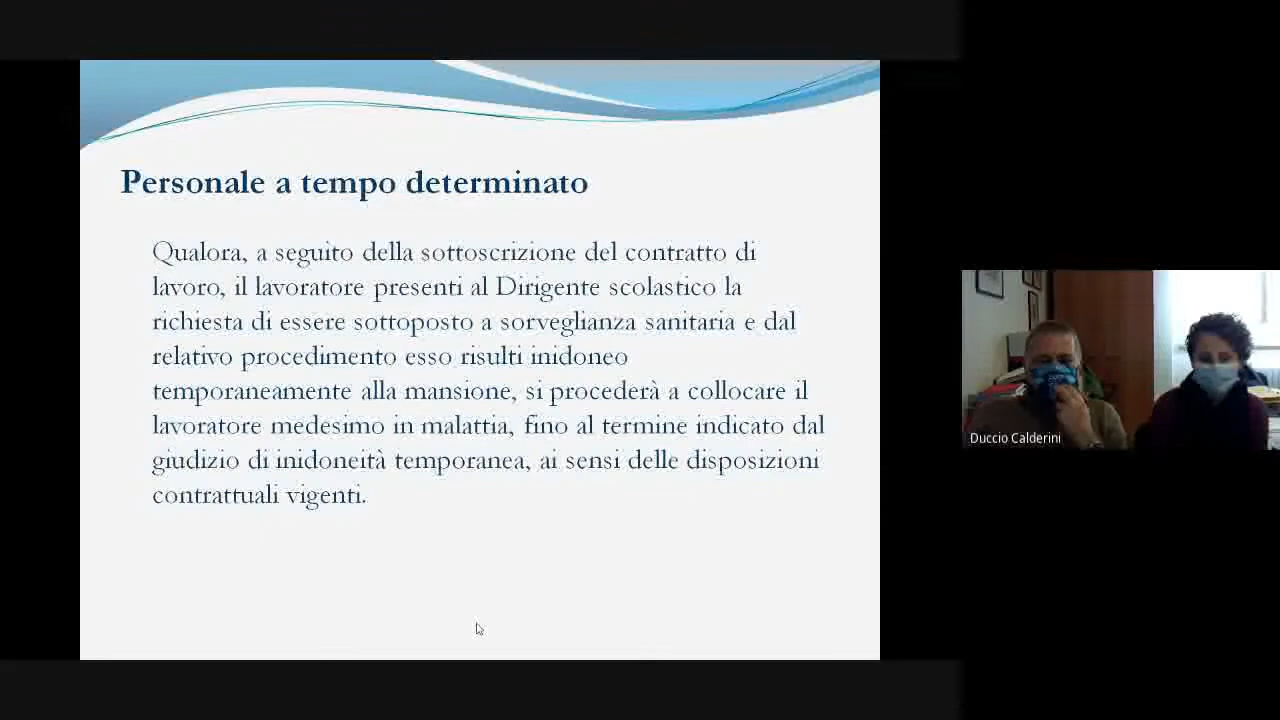 Personale a tempo determinato
Qualora, a seguito della sottoscrizione del contratto di
lavoro, il lavoratore presenti al Dirigente scolastico la
richiesta di essere sottoposto a sorveglianza sanitaria e dal
relativo procedimento esso risulti inidoneo
temporaneamente alla mansione, si procederà a collocare il
lavoratore medesimo in malattia, fino al termine indicato dal
giudizio di inidoneità temporanea, ai sensi delle disposizioni
contrattuali vigenti.
Duccio Calderini